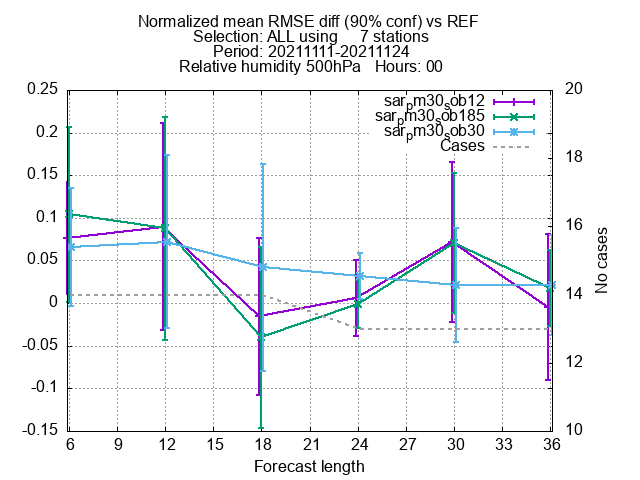 Normalized mean RMSE diff (90% conf) vs REF
Selection: ALL using 7 stations
Period: 20211111-20211124
Relative humidity 500hPa Hours: 00
sarpm30sob12
sarpm30sob185
sarpm30sob30
Cases
0.25
0.2
0.15
0.1
0.05
0
-0.05
-0.1
-0.15
20
18
16
14
12
10
No cases
6 9 12 15 18 21 24 27 30 33 36
Forecast length